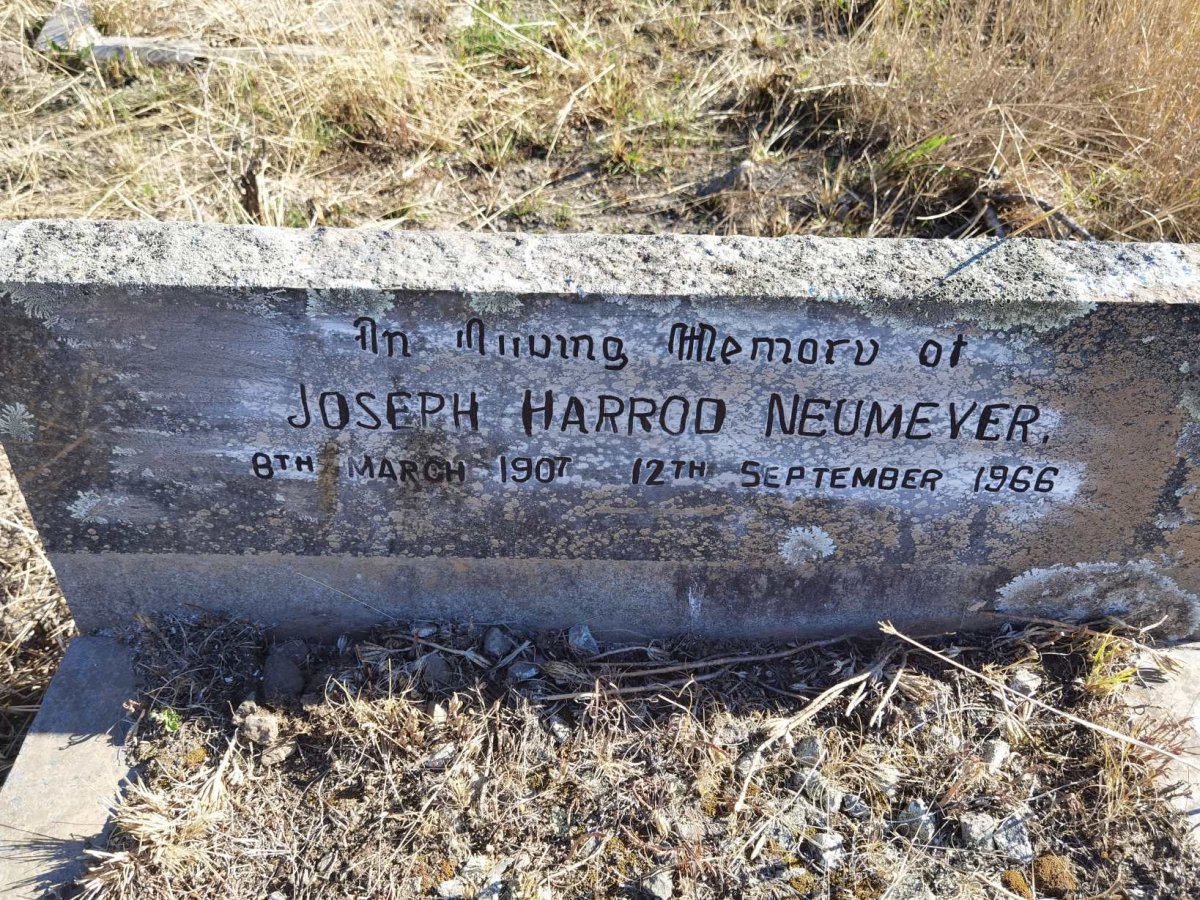 In Loving Memory of
JOSEPH HARROD NEUMEYER.
8TH MARCH 1907 12TH SEPTEMBER 1966